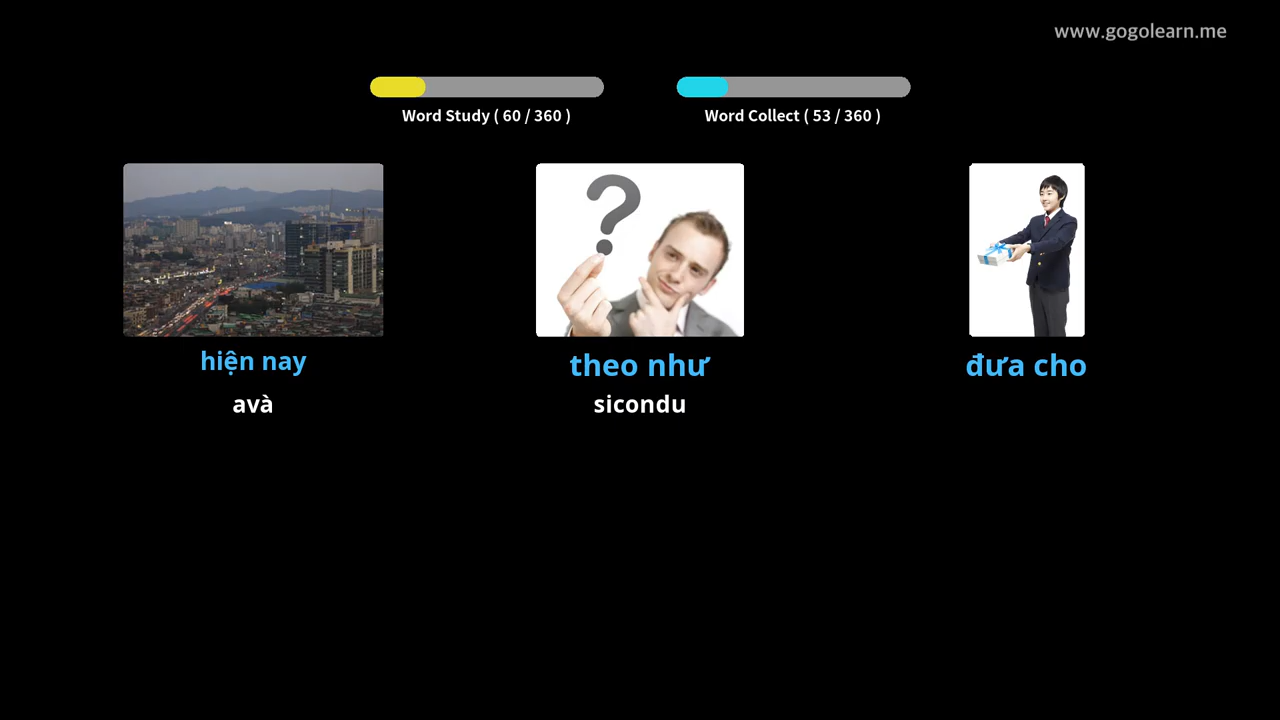 www.gogolearn.me
Word Study ( 60 / 360 )
Word Collect ( 53 / 360 )
hiện nay
avà
theo như
sicondu
đưa cho